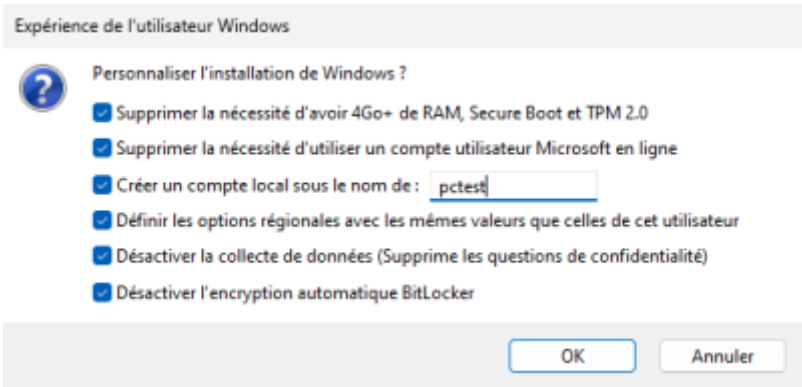 Expérience de l'utilisateur Windows
Personnaliser l'installation de Windows ?
Supprimer la nécessité d'avoir 4Go+ de RAM, Secure Boot et TPM 2.0
Supprimer la nécessité d'utiliser un compte utilisateur Microsoft en ligne
Créer un compte local sous le nom de : pctest
Définir les options régionales avec les mêmes valeurs que celles de cet utilisateur
Désactiver la collecte de données (Supprime les questions de confidentialité)
Désactiver l'encryption automatique BitLocker
OK Annuler